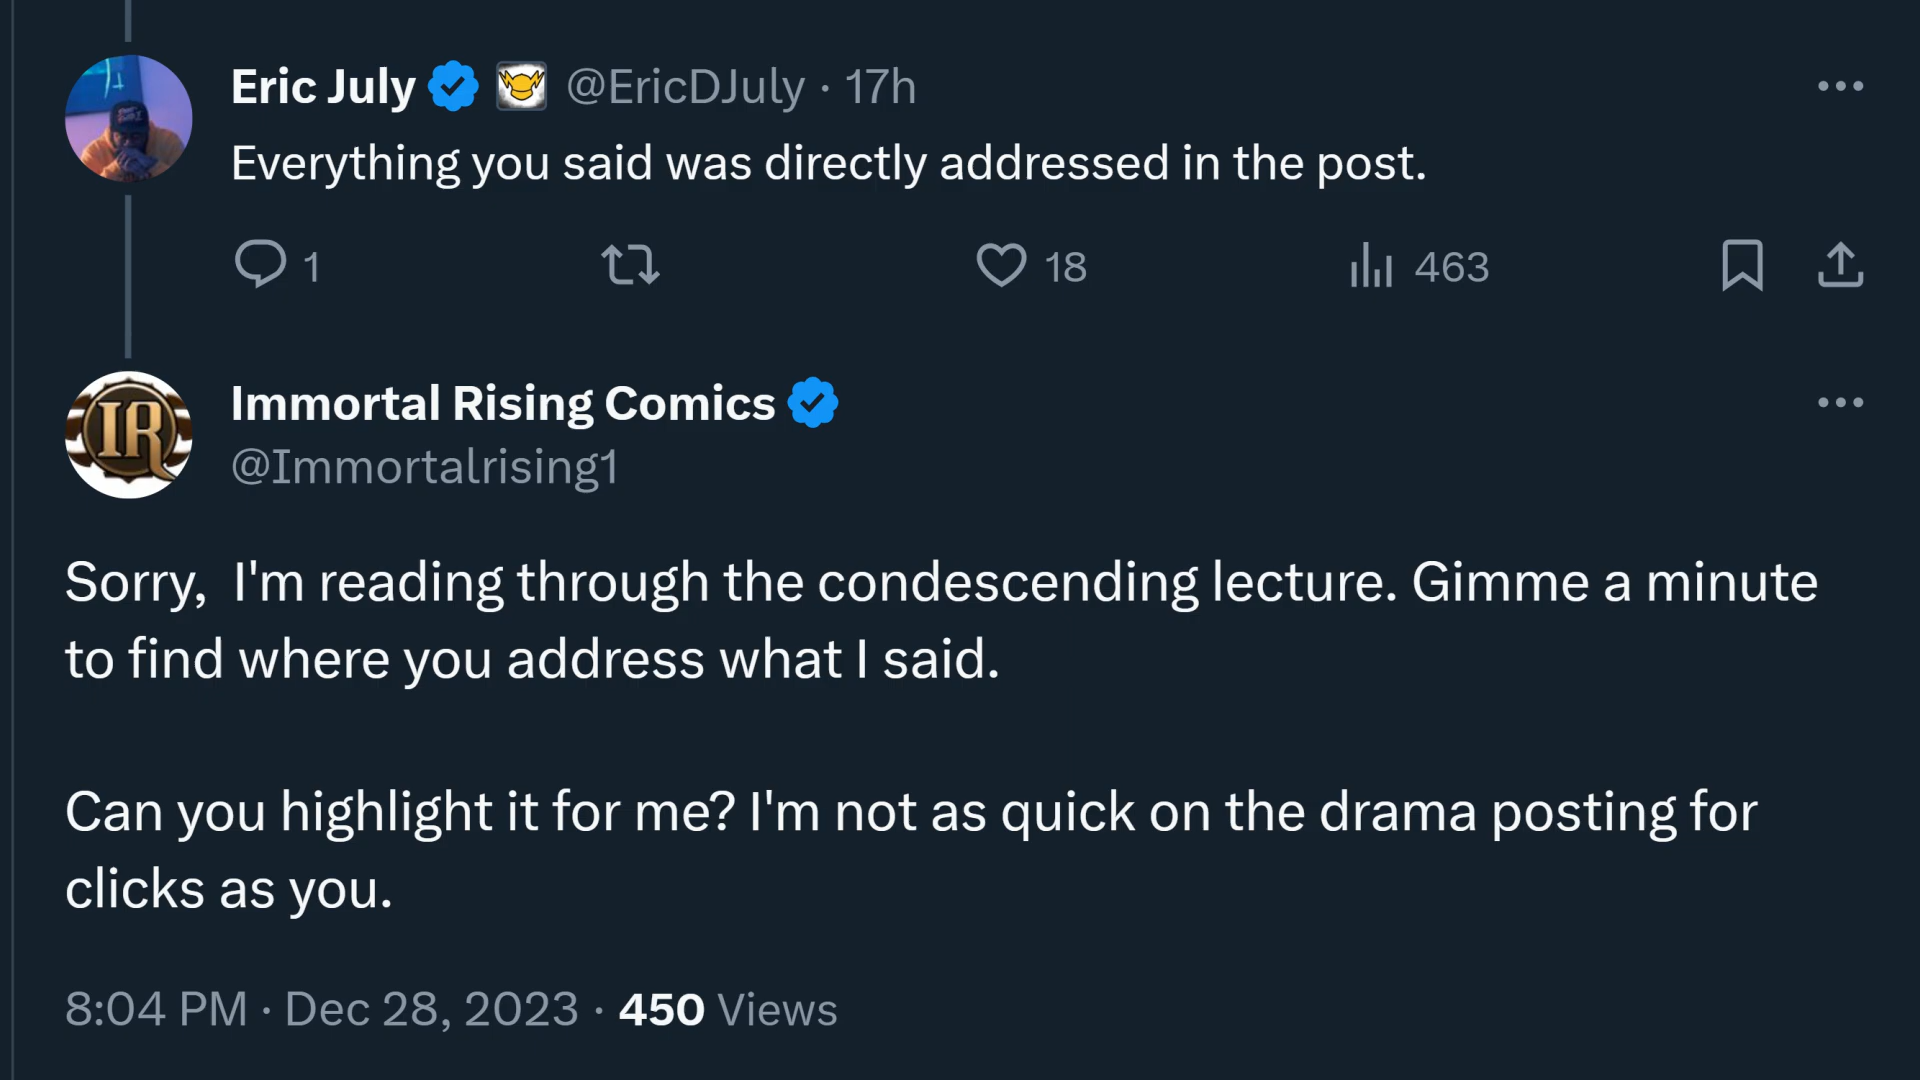 Eric July @EricDJuly · 17h
Everything you said was directly addressed in the post.
1 18 463
IR
Immortal Rising Comics
@Immortalrising1
Sorry,  I'm reading through the condescending lecture. Gimme a minute
to find where you address what I said.
Can you highlight it for me? I'm not as quick on the drama posting for
clicks as you.
8:04 PM · Dec 28, 2023 · 450 Views